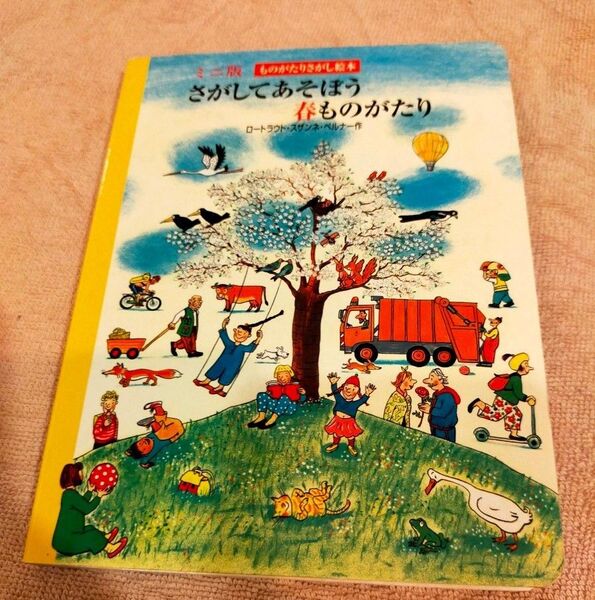 ミニ版 ものがたりさがし絵本
さがしてあそぼう
春ものがたり
ロートラウト・スザンネ・ベルナー作